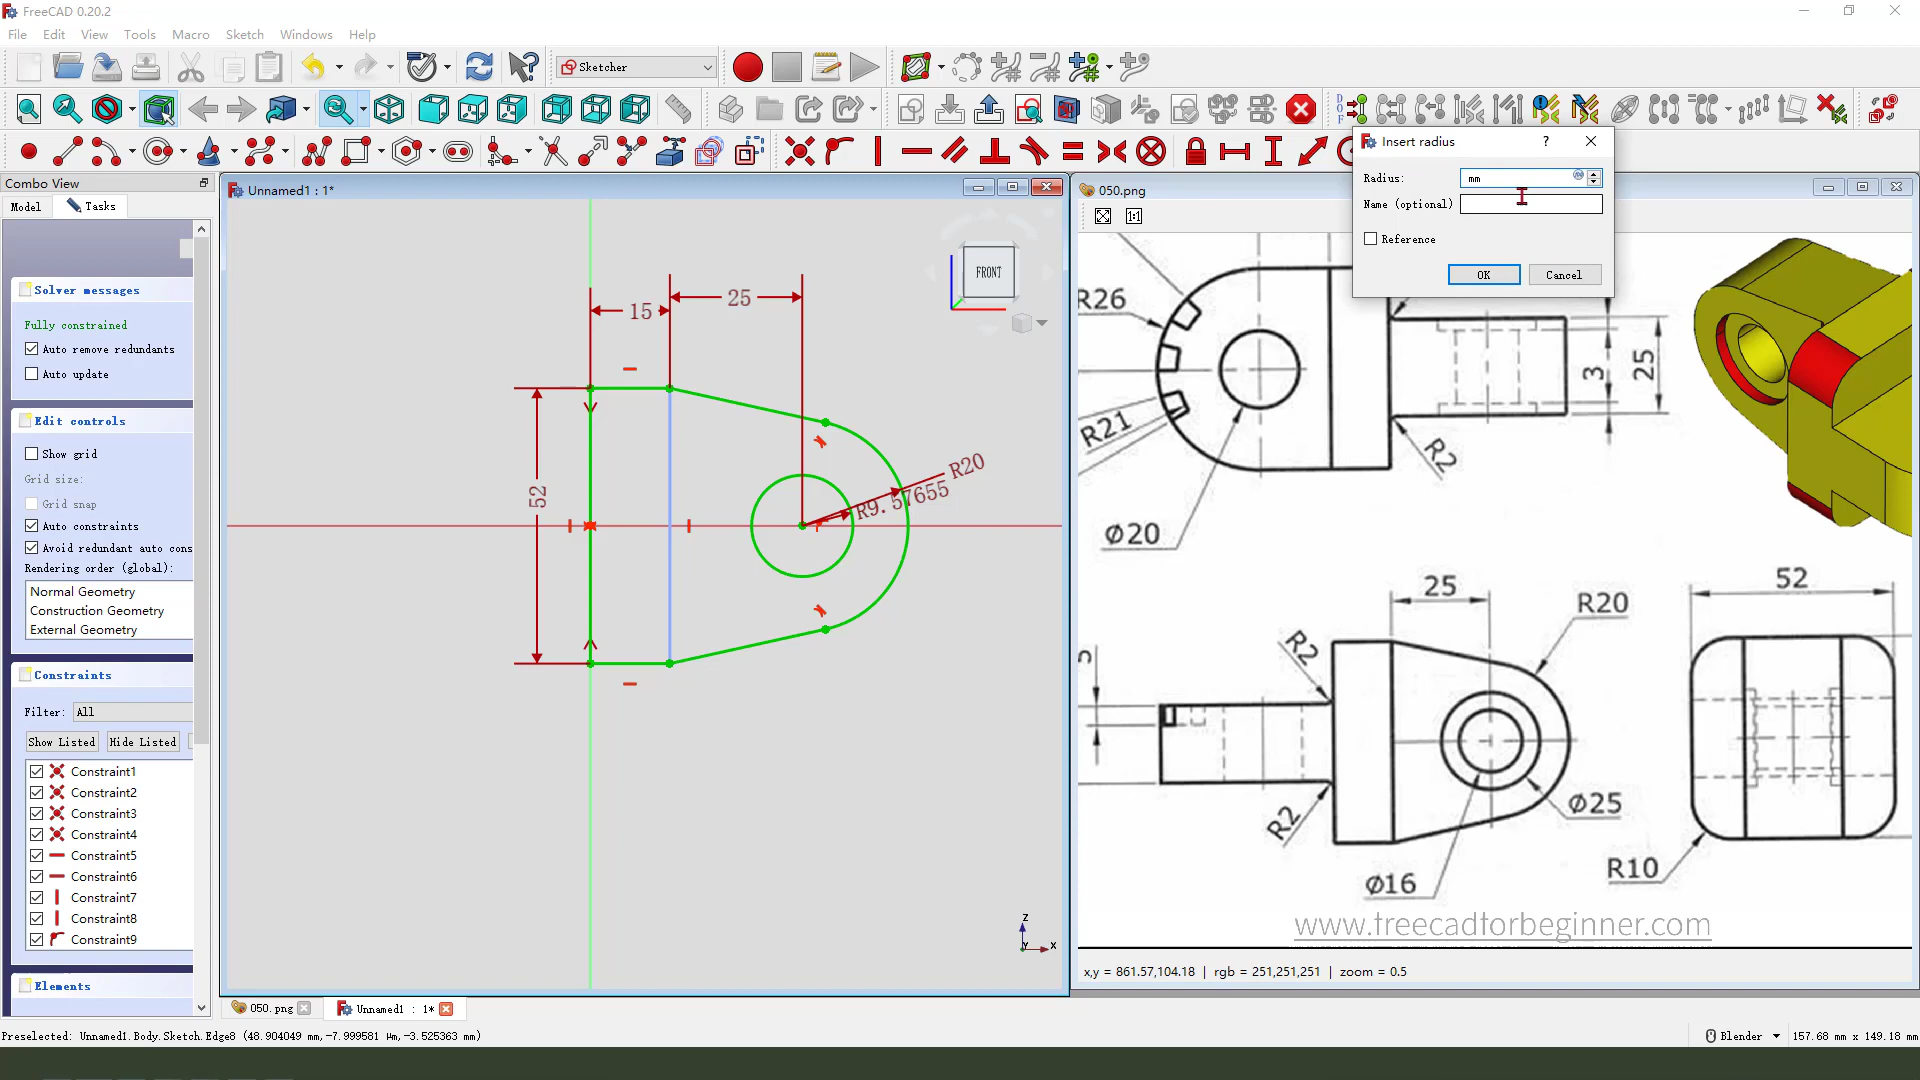 FreeCAD 0.20.2
File Edit View Tools Macro Sketch Windows Help
Sketcher
Combo View
Model Tasks
Solver messages
Fully constrained
Auto remove redundants
Auto update
Edit controls
Show grid
Grid size:
Grid snap
Auto constraints
Avoid redundant auto cons
Rendering order (global):
Normal Geometry
Construction Geometry
External Geometry
Constraints
Filter: All
Show Listed Hide Listed
Constraint1
Constraint2
Constraint3
Constraint4
Constraint5
Constraint6
Constraint7
Constraint8
Constraint9
Elements
Unnamed1 : 1*
FRONT
15
25
52
R20
R9.57655
Z
Y
X
050.png
1:1
Insert radius ?
Radius: mm
Name (optional)
Reference
OK Cancel
R26
R21
Ø20
R2
3
25
25
R20
52
R2
5
R2
Ø25
Ø16
R10
www.freecadforbeginner.com
x,y = 861.57,104.18 | rgb = 251,251,251 | zoom = 0.5
050.png Unnamed1 : 1*
Preselected: Unnamed1.Body.Sketch.Edge8 (48.904049 mm,-7.999581 µm,-3.525363 mm)
Blender 157.68 mm x 149.18 mm